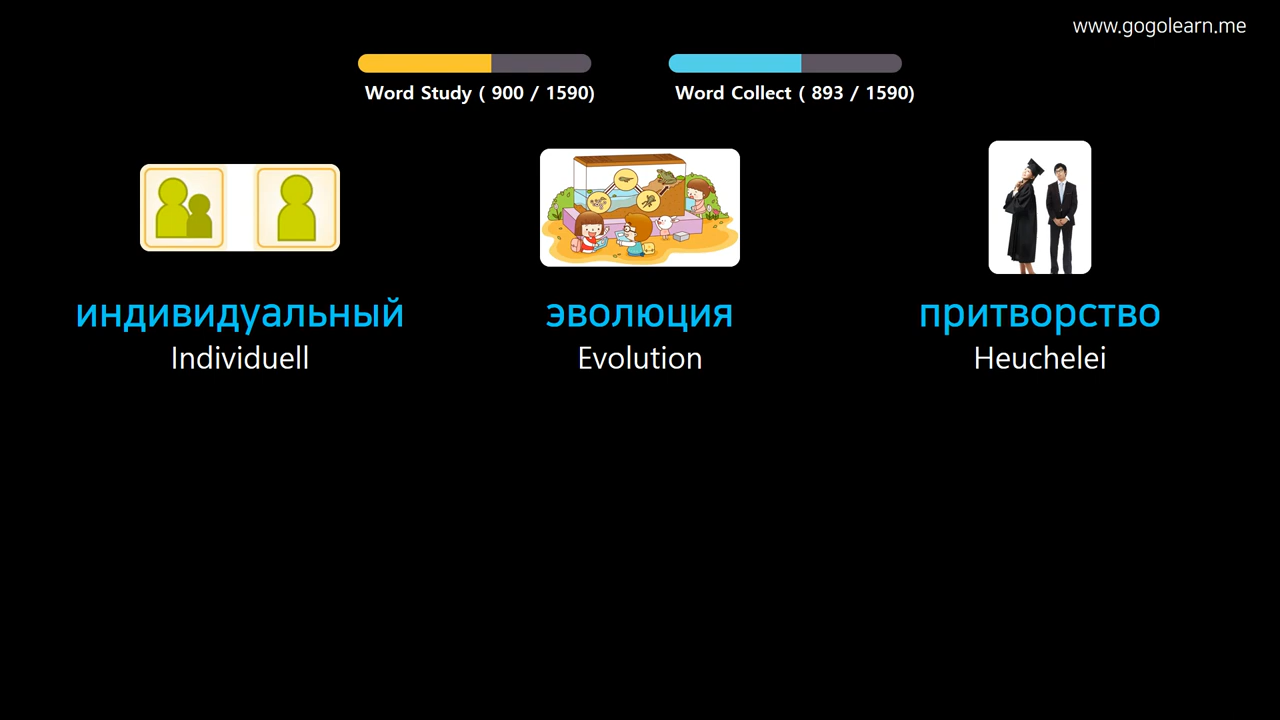 www.gogolearn.me
Word Study ( 900 / 1590)
Word Collect ( 893 / 1590)
индивидуальный
Individuell
эволюция
Evolution
притворство
Heuchelei